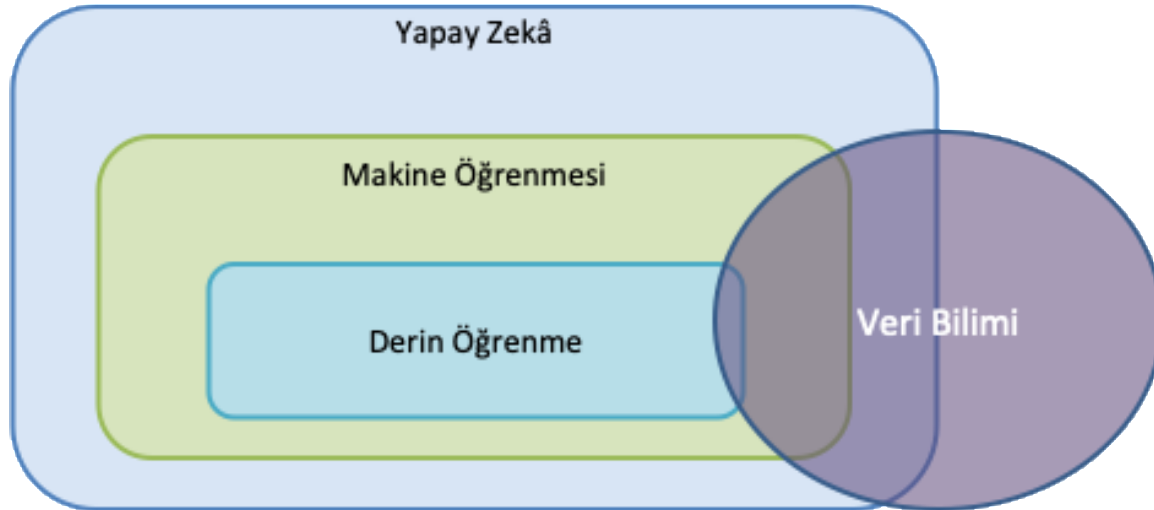 Yapay Zekâ
Makine Öğrenmesi
Derin Öğrenme
Veri Bilimi